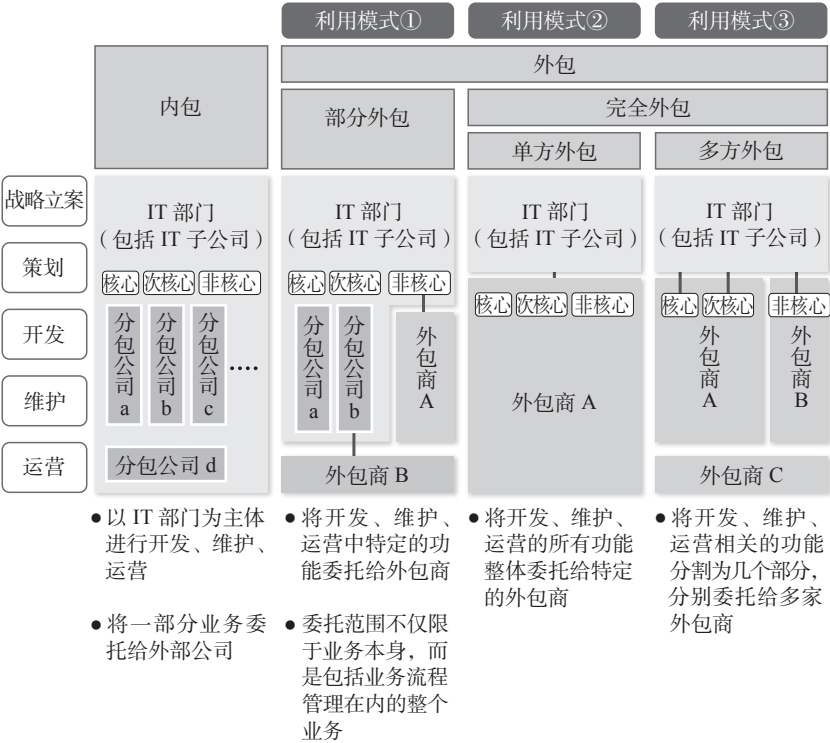 利用模式①
利用模式②
利用模式③
内包
外包
部分外包
完全外包
单方外包
多方外包
战略立案
策划
开发
维护
运营
IT 部门
（包括 IT 子公司）
核心 次核心 非核心
分包公司 a
分包公司 b
分包公司 c
....
分包公司 d
IT 部门
（包括 IT 子公司）
核心 次核心 非核心
分包公司 a
分包公司 b
外包商 A
外包商 B
IT 部门
（包括 IT 子公司）
核心 次核心 非核心
外包商 A
IT 部门
（包括 IT 子公司）
核心 次核心 非核心
外包商 A
外包商 B
外包商 C
●以 IT 部门为主体
进行开发、维护、
运营
●将一部分业务委
托给外部公司
●将开发、维护、
运营中特定的功
能委托给外包商
●委托范围不仅限
于业务本身，而
是包括业务流程
管理在内的整个
业务
●将开发、维护、
运营的所有功能
整体委托给特定
的外包商
●将开发、维护、
运营相关的功能
分割为几个部分，
分别委托给多家
外包商